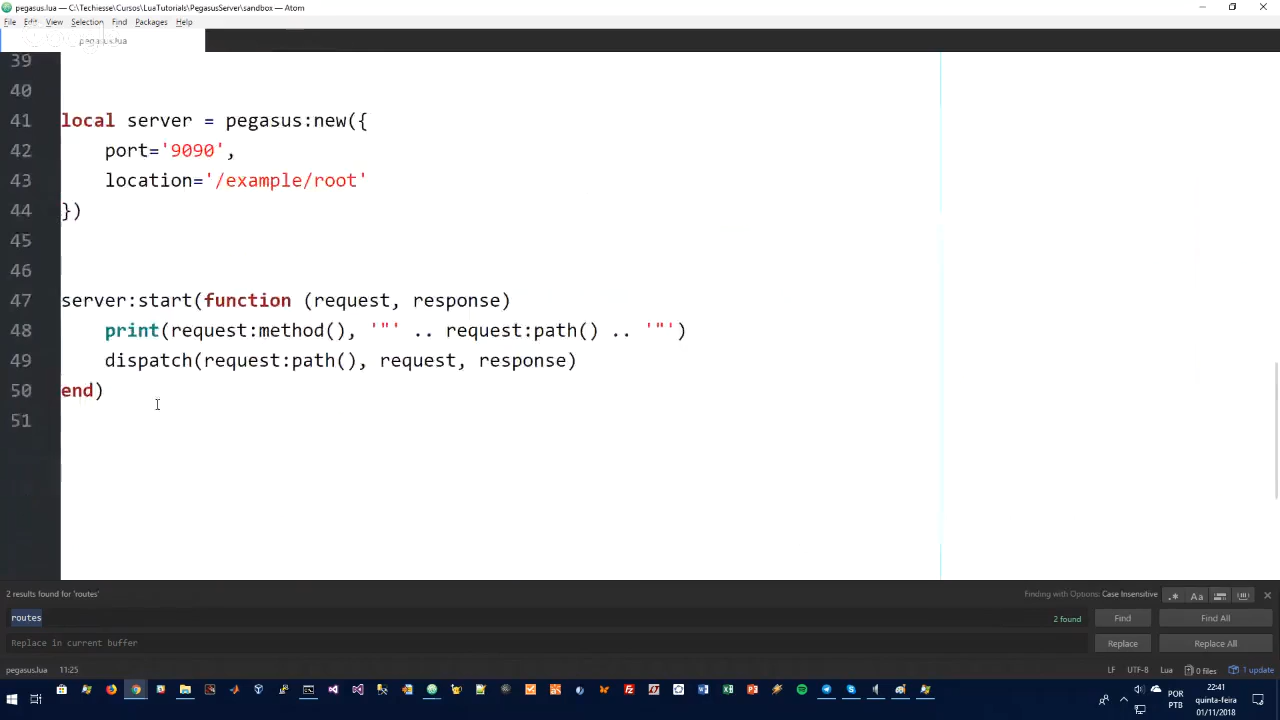 pegasus.lua — C:\Techiesse\Cursos\LuaTutorials\PegasusServer\sandbox — Atom
File Edit View Selection Find Packages Help
pegasus.lua
39
40
41 local server = pegasus:new({
42 port='9090',
43 location='/example/root'
44 })
45
46
47 server:start(function (request, response)
48 print(request:method(), '"' .. request:path() .. '"')
49 dispatch(request:path(), request, response)
50 end)
51
2 results found for 'routes' Finding with Options: Case Insensitive .* Aa
routes 2 found Find Find All
Replace in current buffer Replace Replace All
pegasus.lua 11:25 LF UTF-8 Lua 0 files 1 update
POR 22:41
PTB quinta-feira
01/11/2018